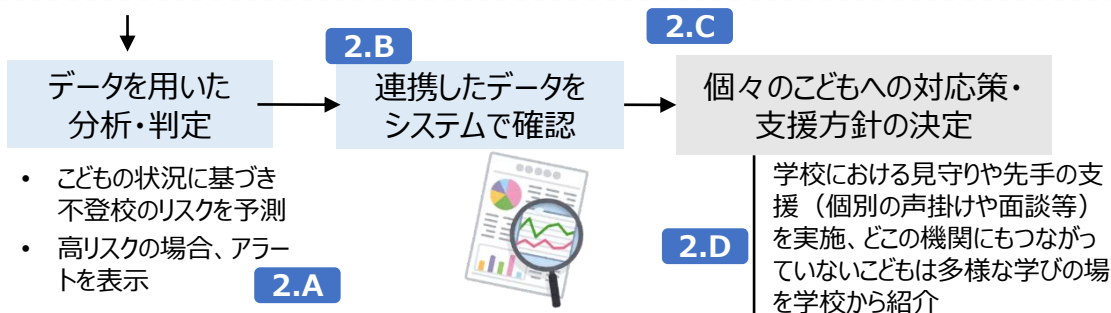 2.B
2.C
データを用いた
分析・判定
連携したデータを
システムで確認
個々のこどもへの対応策・
支援方針の決定
• こどもの状況に基づき
不登校のリスクを予測
• 高リスクの場合、アラー
トを表示
2.A
2.D
学校における見守りや先手の支
援（個別の声掛けや面談等）
を実施、どこの機関にもつながっ
ていないこどもは多様な学びの場
を学校から紹介